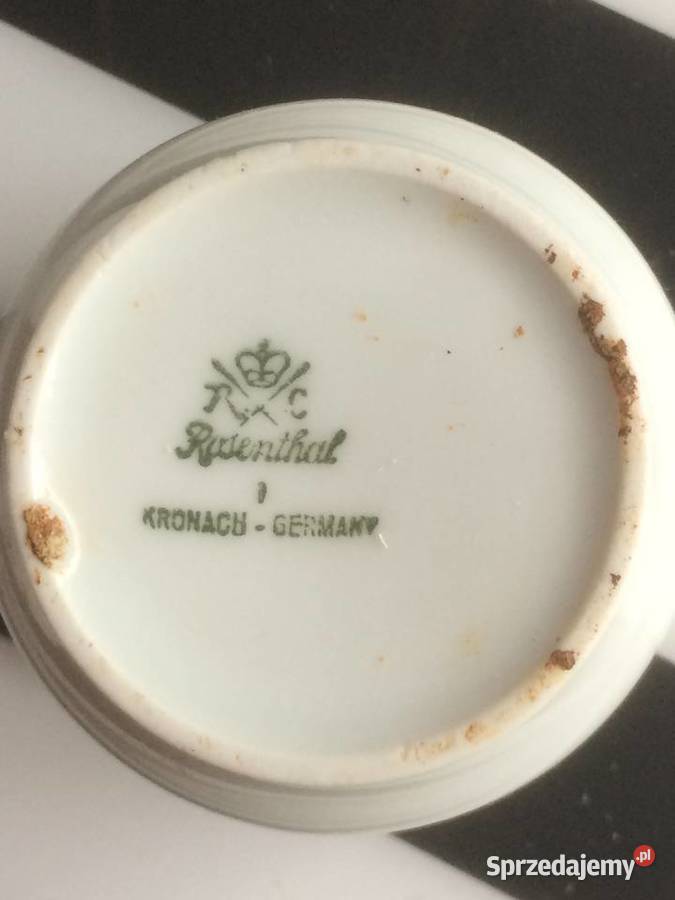 R C
Rosenthal
KRONACH - GERMANY
Sprzedajemy.pl